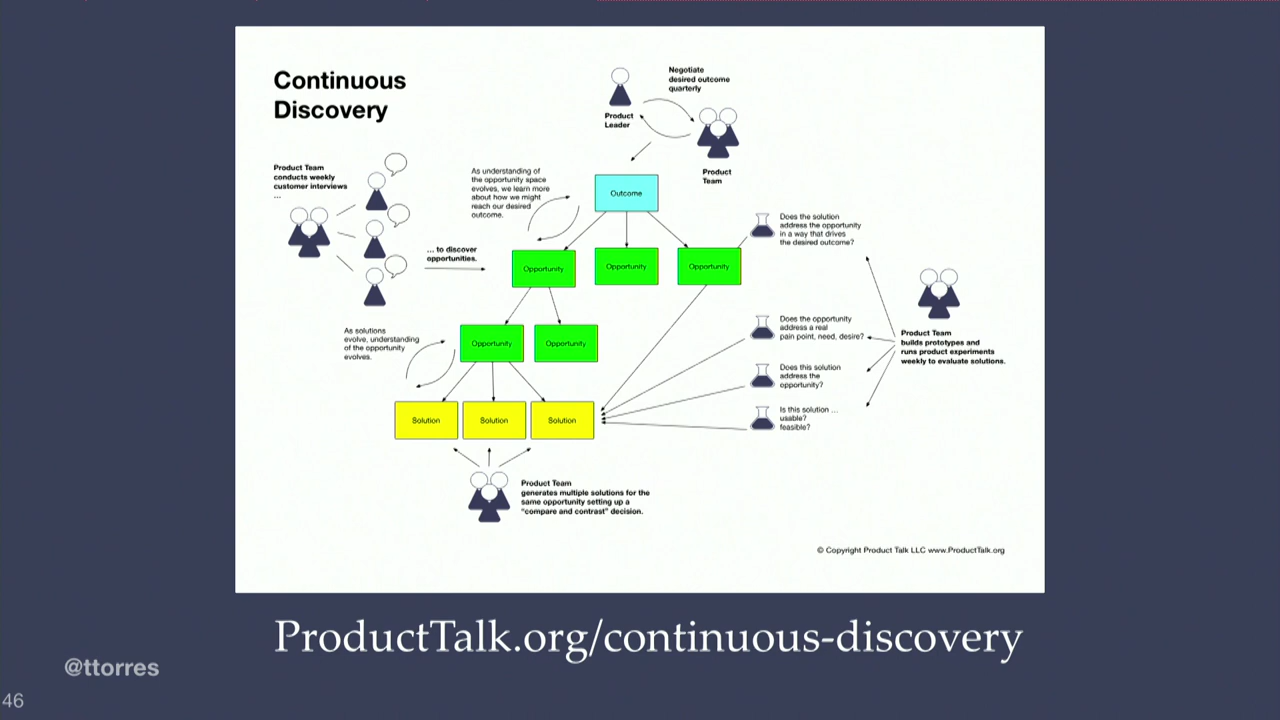 Continuous
Discovery
Negotiate
desired outcome
quarterly
Product
Leader
Product
Team
Product Team
conducts weekly
customer interviews
...
... to discover
opportunities.
As understanding of
the opportunity space
evolves, we learn more
about how we might
reach our desired
outcome.
Outcome
Opportunity
Opportunity
Opportunity
Does the solution
address the opportunity
in a way that drives
the desired outcome?
As solutions
evolve, understanding
of the opportunity
evolves.
Opportunity
Opportunity
Does the opportunity
address a real
pain point, need, desire?
Product Team
builds prototypes and
runs product experiments
weekly to evaluate solutions.
Does this solution
address the
opportunity?
Solution
Solution
Solution
Is this solution ...
usable?
feasible?
Product Team
generates multiple solutions for the
same opportunity setting up a
"compare and contrast" decision.
© Copyright Product Talk LLC www.ProductTalk.org
ProductTalk.org/continuous-discovery
@ttorres
46